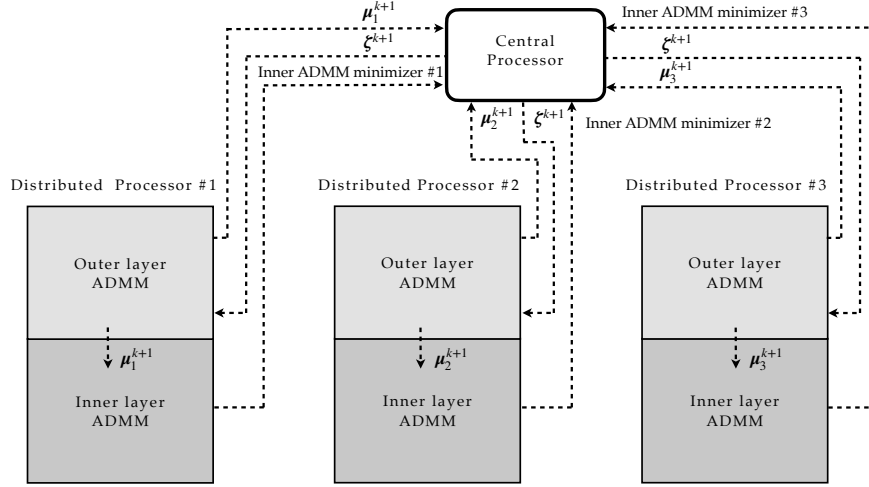 μ₁ᵏ⁺¹
ζᵏ⁺¹
Inner ADMM minimizer #1
Central
Processor
Inner ADMM minimizer #3
ζᵏ⁺¹
μ₃ᵏ⁺¹
μ₂ᵏ⁺¹
ζᵏ⁺¹
Inner ADMM minimizer #2
Distributed Processor #1
Distributed Processor #2
Distributed Processor #3
Outer layer
ADMM
Outer layer
ADMM
Outer layer
ADMM
μ₁ᵏ⁺¹
μ₂ᵏ⁺¹
μ₃ᵏ⁺¹
Inner layer
ADMM
Inner layer
ADMM
Inner layer
ADMM